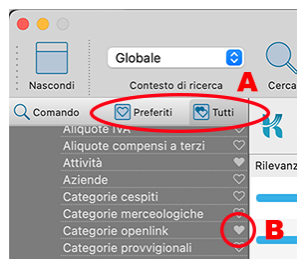 Globale
Nascondi
Contesto di ricerca
Cerca
A
Comando
Preferiti
Tutti
Aliquote IVA
Aliquote compensi a terzi
Attività
Aziende
Rilevanz
Categorie cespiti
Categorie merceologiche
Categorie openlink
B
Categorie provvigionali